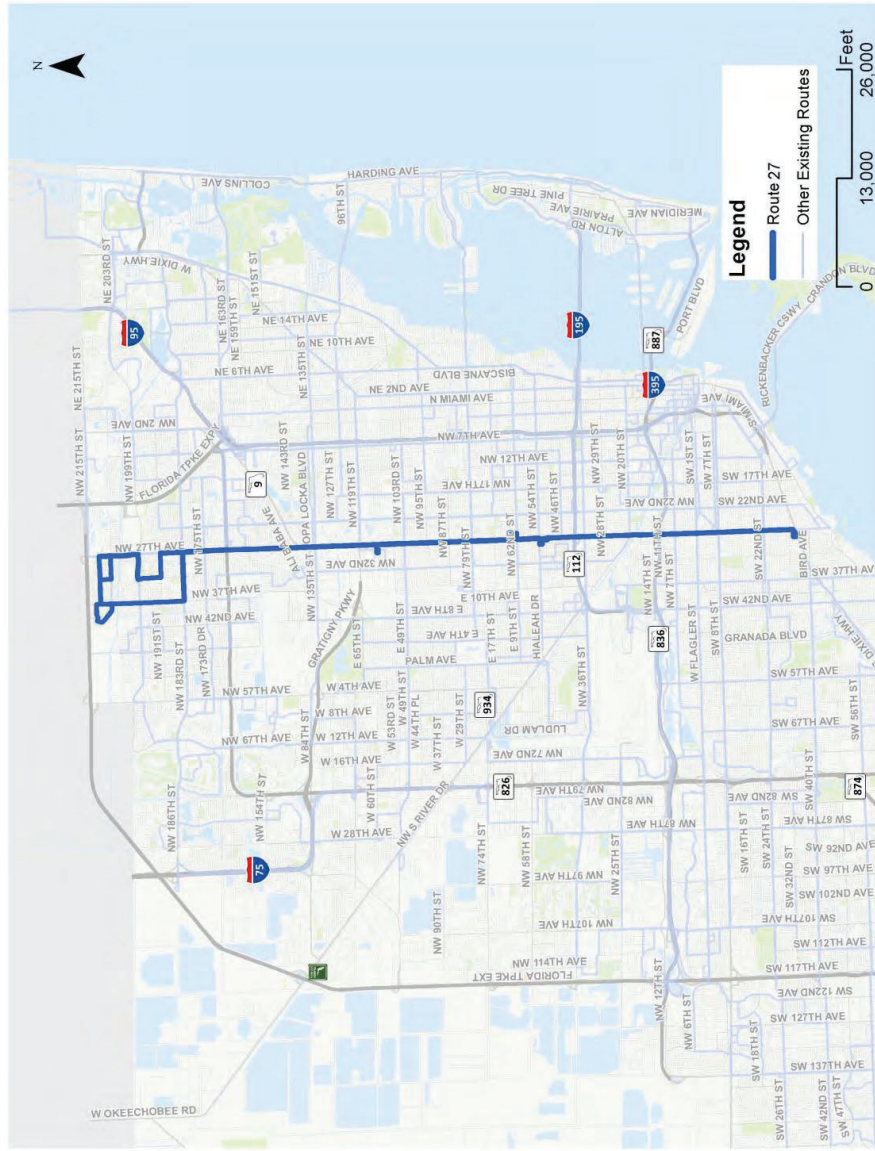 N
NE 215TH ST
NW 215TH ST
NE 203RD ST
W DIXIE HWY
COLLINS AVE
HARDING AVE
95
NW 2ND AVE
NW 199TH ST
FLORIDA TPKE EXPT
NE 163RD ST
NE 159TH ST
NE 151ST ST
NE 14TH AVE
NE 10TH AVE
NE 6TH AVE
NE 135TH ST
96TH ST
NW 27TH AVE
NW 175TH ST
9
NW 143RD ST
ALI BABA AVE
OPA LOCKA BLVD
NW 135TH ST
NW 127TH ST
NW 119TH ST
NW 103RD ST
NW 95TH ST
NE 2ND AVE
N MIAMI AVE
BISCAYNE BLVD
NW 7TH AVE
NW 12TH AVE
NW 17TH AVE
NW 37TH AVE
NW 42ND AVE
NW 191ST ST
NW 183RD ST
NW 173RD DR
NW 32ND AVE
NW 87TH ST
NW 79TH ST
NW 62ND ST
NW 54TH ST
NW 46TH ST
PINE TREE DR
PRAIRIE AVE
ALTON RD
MERIDIAN AVE
195
112
NW 29TH ST
NW 28TH ST
NW 20TH ST
395
887
PORT BLVD
NW 22ND AVE
NW 14TH ST
NW 11TH ST
NW 7TH ST
SW 1ST ST
SW 7TH ST
S MIAMI AVE
RICKENBACKER CSWY
CRANDON BLVD
SW 17TH AVE
SW 22ND AVE
SW 22ND ST
BIRD AVE
SW 37TH AVE
SW 42ND AVE
GRATIGNY PKWY
E 65TH ST
E 49TH ST
E 10TH AVE
E 8TH AVE
E 4TH AVE
PALM AVE
E 17TH ST
E 9TH ST
HIALEAH DR
NW 36TH ST
836
W FLAGLER ST
SW 8TH ST
GRANADA BLVD
DIXIE HWY
NW 57TH AVE
W 4TH AVE
W 8TH AVE
NW 67TH AVE
W 12TH AVE
W 16TH AVE
W 84TH ST
W 53RD ST
W 49TH ST
W 44TH PL
W 37TH ST
W 29TH ST
934
LUDLAM DR
NW 72ND AVE
SW 57TH AVE
SW 67TH AVE
SW 56TH ST
NW 186TH ST
NW 154TH ST
W 60TH ST
W 28TH AVE
NW S RIVER DR
826
NW 79TH AVE
NW 82ND AVE
NW 87TH AVE
SW 82ND AVE
SW 40TH ST
874
SW 87TH AVE
75
NW 74TH ST
NW 58TH ST
NW 97TH AVE
NW 25TH ST
SW 16TH ST
SW 24TH ST
SW 32ND ST
SW 92ND AVE
SW 97TH AVE
SW 102ND AVE
NW 90TH ST
NW 107TH AVE
SW 107TH AVE
NW 114TH AVE
FLORIDA TPKE EXT
SW 112TH AVE
SW 117TH AVE
NW 12TH ST
NW 6TH ST
SW 122ND AVE
SW 127TH AVE
SW 18TH ST
SW 137TH AVE
W OKEECHOBEE RD
SW 26TH ST
SW 42ND ST
SW 47TH ST
Legend
Route 27
Other Existing Routes
Feet
0 13,000 26,000